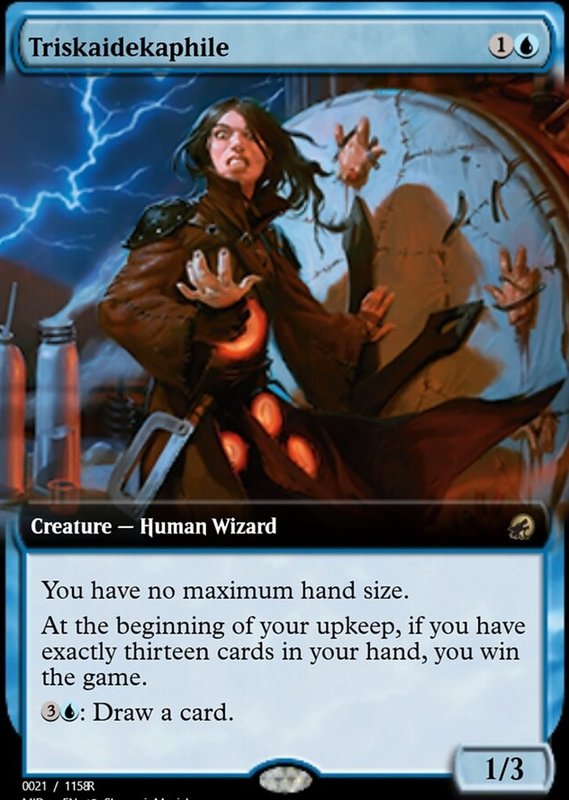 Triskaidekaphile
1
Creature — Human Wizard
You have no maximum hand size.
At the beginning of your upkeep, if you have
exactly thirteen cards in your hand, you win
the game.
3: Draw a card.
1/3
0021 / 1158R